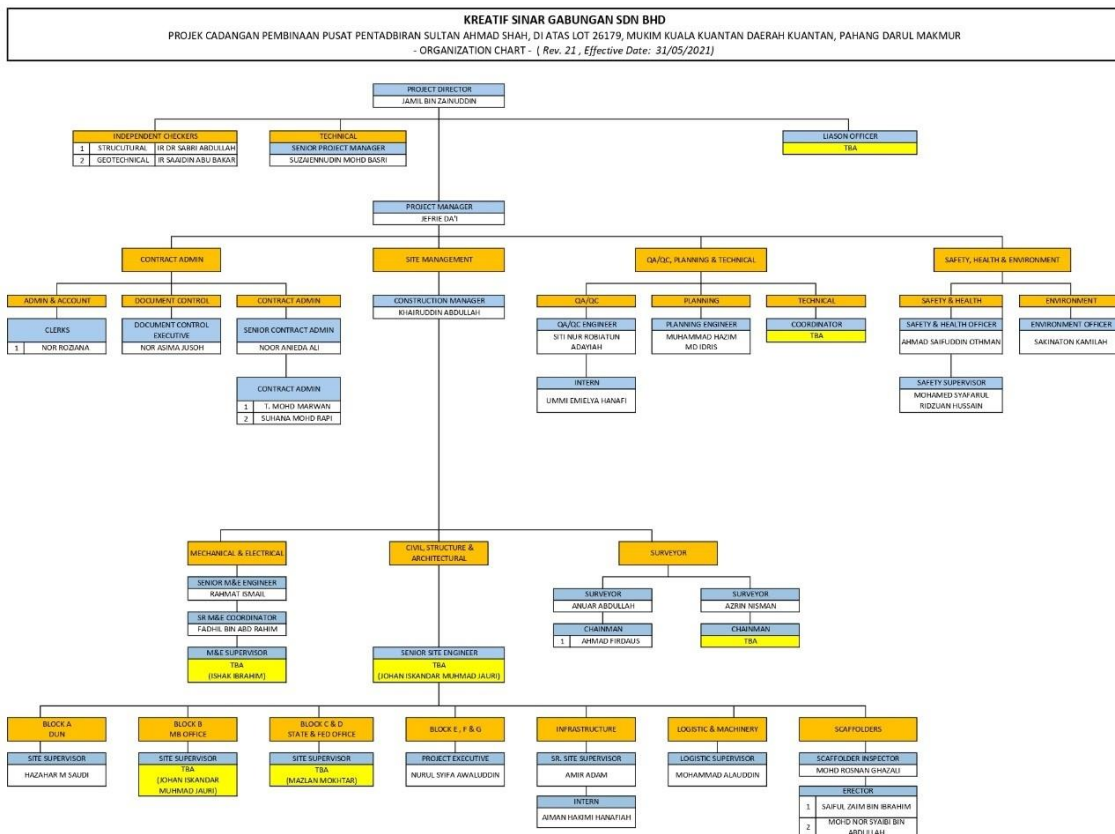 KREATIF SINAR GABUNGAN SDN BHD
PROJEK CADANGAN PEMBINAAN PUSAT PENTADBIRAN SULTAN AHMAD SHAH, DI ATAS LOT 26179, MUKIM KUALA KUANTAN DAERAH KUANTAN, PAHANG DARUL MAKMUR
- ORGANIZATION CHART - ( Rev. 21 , Effective Date: 31/05/2021)
PROJECT DIRECTOR
JAMIL BIN ZAINUDDIN
INDEPENDENT CHECKERS
1 STRUCUTURAL IR DR SABRI ABDULLAH
2 GEOTECHNICAL IR SAAIDIN ABU BAKAR
TECHNICAL
SENIOR PROJECT MANAGER
SUZAIENNUDIN MOHD BASRI
LIASON OFFICER
TBA
PROJECT MANAGER
JEFRIE DA'I
CONTRACT ADMIN
SITE MANAGEMENT
QA/QC, PLANNING & TECHNICAL
SAFETY, HEALTH & ENVIRONMENT
ADMIN & ACCOUNT
CLERKS
1 NOR ROZIANA
DOCUMENT CONTROL
DOCUMENT CONTROL
EXECUTIVE
NOR ASIMA JUSOH
CONTRACT ADMIN
SENIOR CONTRACT ADMIN
NOOR ANIEDA ALI
CONTRACT ADMIN
1 T. MOHD MARWAN
2 SUHANA MOHD RAPI
CONSTRUCTION MANAGER
KHAIRUDDIN ABDULLAH
QA/QC
QA/QC ENGINEER
SITI NUR ROBIATUN
ADAYIAH
INTERN
UMMI EMIELYA HANAFI
PLANNING
PLANNING ENGINEER
MUHAMMAD HAZIM
MD IDRIS
TECHNICAL
COORDINATOR
TBA
SAFETY & HEALTH
SAFETY & HEALTH OFFICER
AHMAD SAIFUDDIN OTHMAN
SAFETY SUPERVISOR
MOHAMED SYAFARUL
RIDZUAN HUSSAIN
ENVIRONMENT
ENVIRONMENT OFFICER
SAKINATON KAMILAH
MECHANICAL & ELECTRICAL
SENIOR M&E ENGINEER
RAHMAT ISMAIL
SR M&E COORDINATOR
FADHIL BIN ABD RAHIM
M&E SUPERVISOR
TBA
(ISHAK IBRAHIM)
CIVIL, STRUCTURE &
ARCHITECTURAL
SENIOR SITE ENGINEER
TBA
(JOHAN ISKANDAR MUHMAD JAURI)
SURVEYOR
SURVEYOR
ANUAR ABDULLAH
CHAINMAN
1 AHMAD FIRDAUS
SURVEYOR
AZRIN NISMAN
CHAINMAN
TBA
BLOCK A
DUN
SITE SUPERVISOR
HAZAHAR M SAUDI
BLOCK B
MB OFFICE
SITE SUPERVISOR
TBA
(JOHAN ISKANDAR
MUHMAD JAURI)
BLOCK C & D
STATE & FED OFFICE
SITE SUPERVISOR
TBA
(MAZLAN MOKHTAR)
BLOCK E , F & G
PROJECT EXECUTIVE
NURUL SYIFA AWALUDDIN
INFRASTRUCTURE
SR. SITE SUPERVISOR
AMIR ADAM
INTERN
AIMAN HAKIMI HANAFIAH
LOGISTIC & MACHINERY
LOGISTIC SUPERVISOR
MOHAMMAD ALAUDDIN
SCAFFOLDERS
SCAFFOLDER INSPECTOR
MOHD ROSNAN GHAZALI
ERECTOR
1 SAIFUL ZAIM BIN IBRAHIM
2 MOHD NOR SYAIBI BIN
ABDULLAH